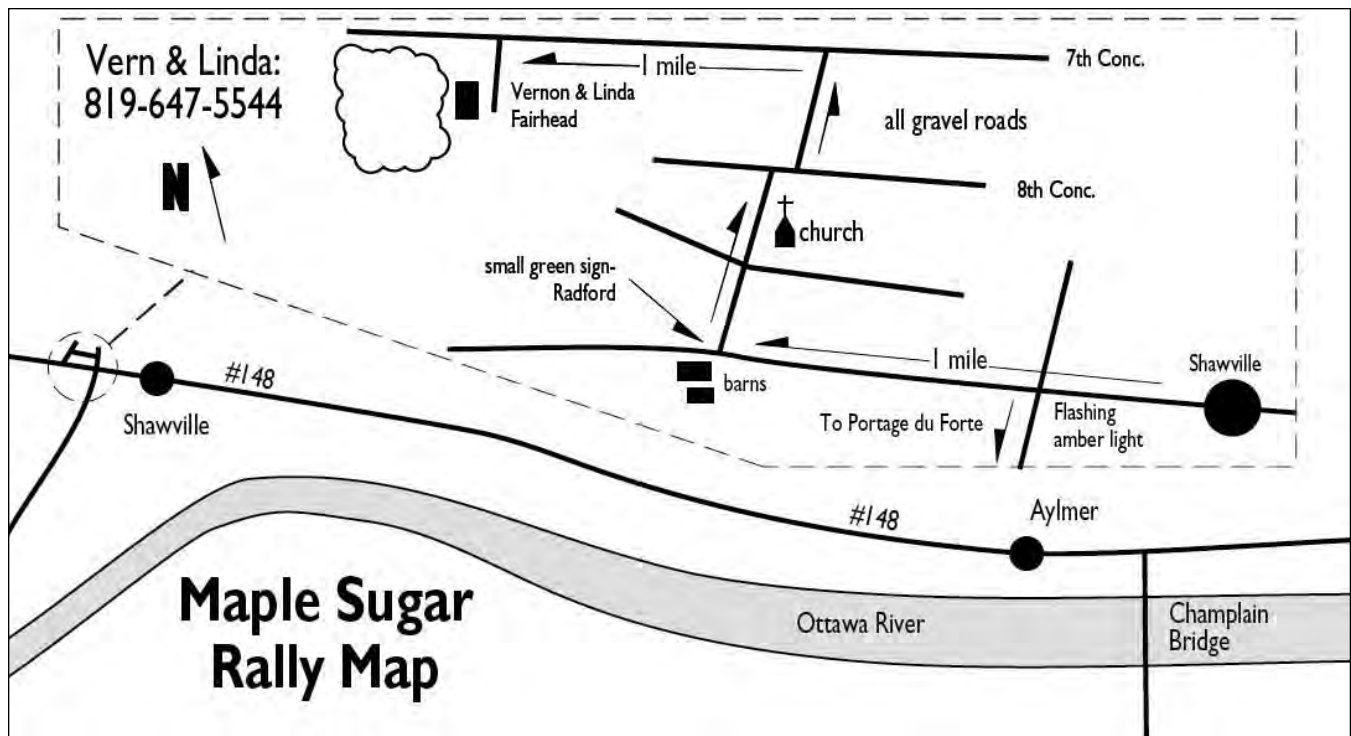 Vern & Linda:
819-647-5544
N
1 mile
7th Conc.
Vernon & Linda
Fairhead
all gravel roads
8th Conc.
church
small green sign-
Radford
1 mile
Shawville
barns
To Portage du Forte
Flashing
amber light
#148
Shawville
#148
Aylmer
Maple Sugar
Rally Map
Ottawa River
Champlain
Bridge